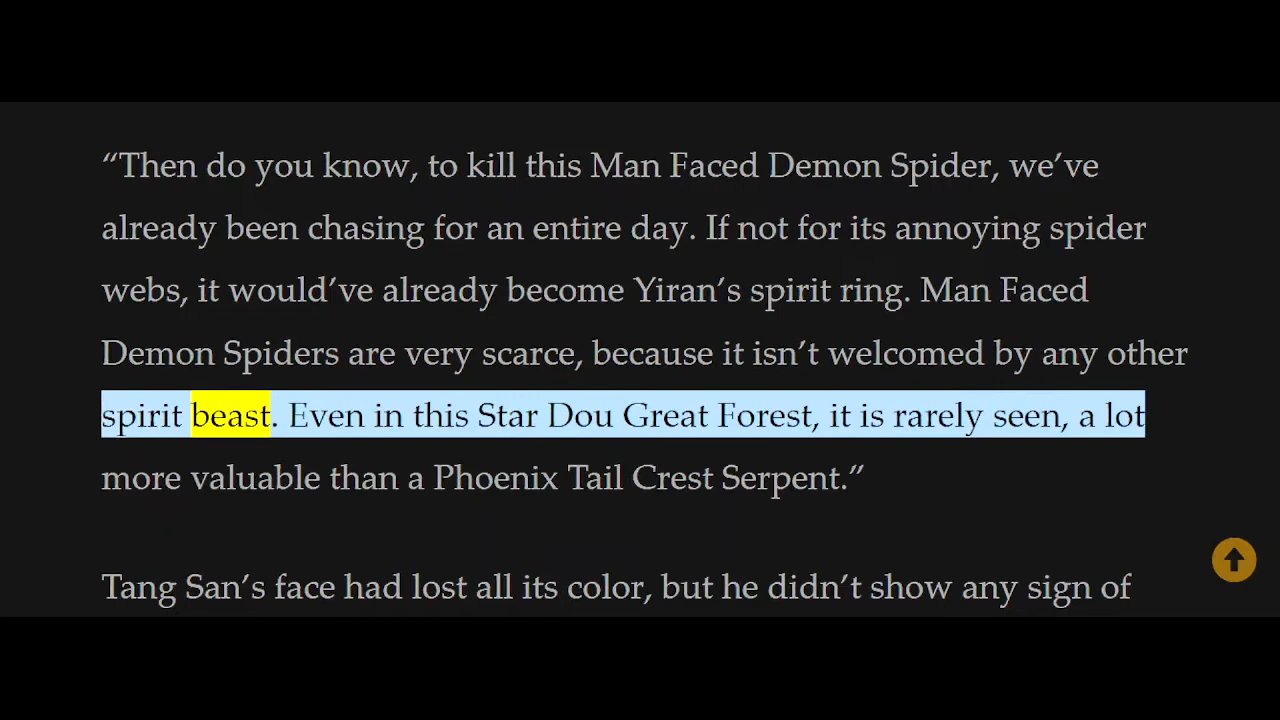 “Then do you know, to kill this Man Faced Demon Spider, we’ve
already been chasing for an entire day. If not for its annoying spider
webs, it would’ve already become Yiran’s spirit ring. Man Faced
Demon Spiders are very scarce, because it isn’t welcomed by any other
spirit beast. Even in this Star Dou Great Forest, it is rarely seen, a lot
more valuable than a Phoenix Tail Crest Serpent.”
Tang San’s face had lost all its color, but he didn’t show any sign of